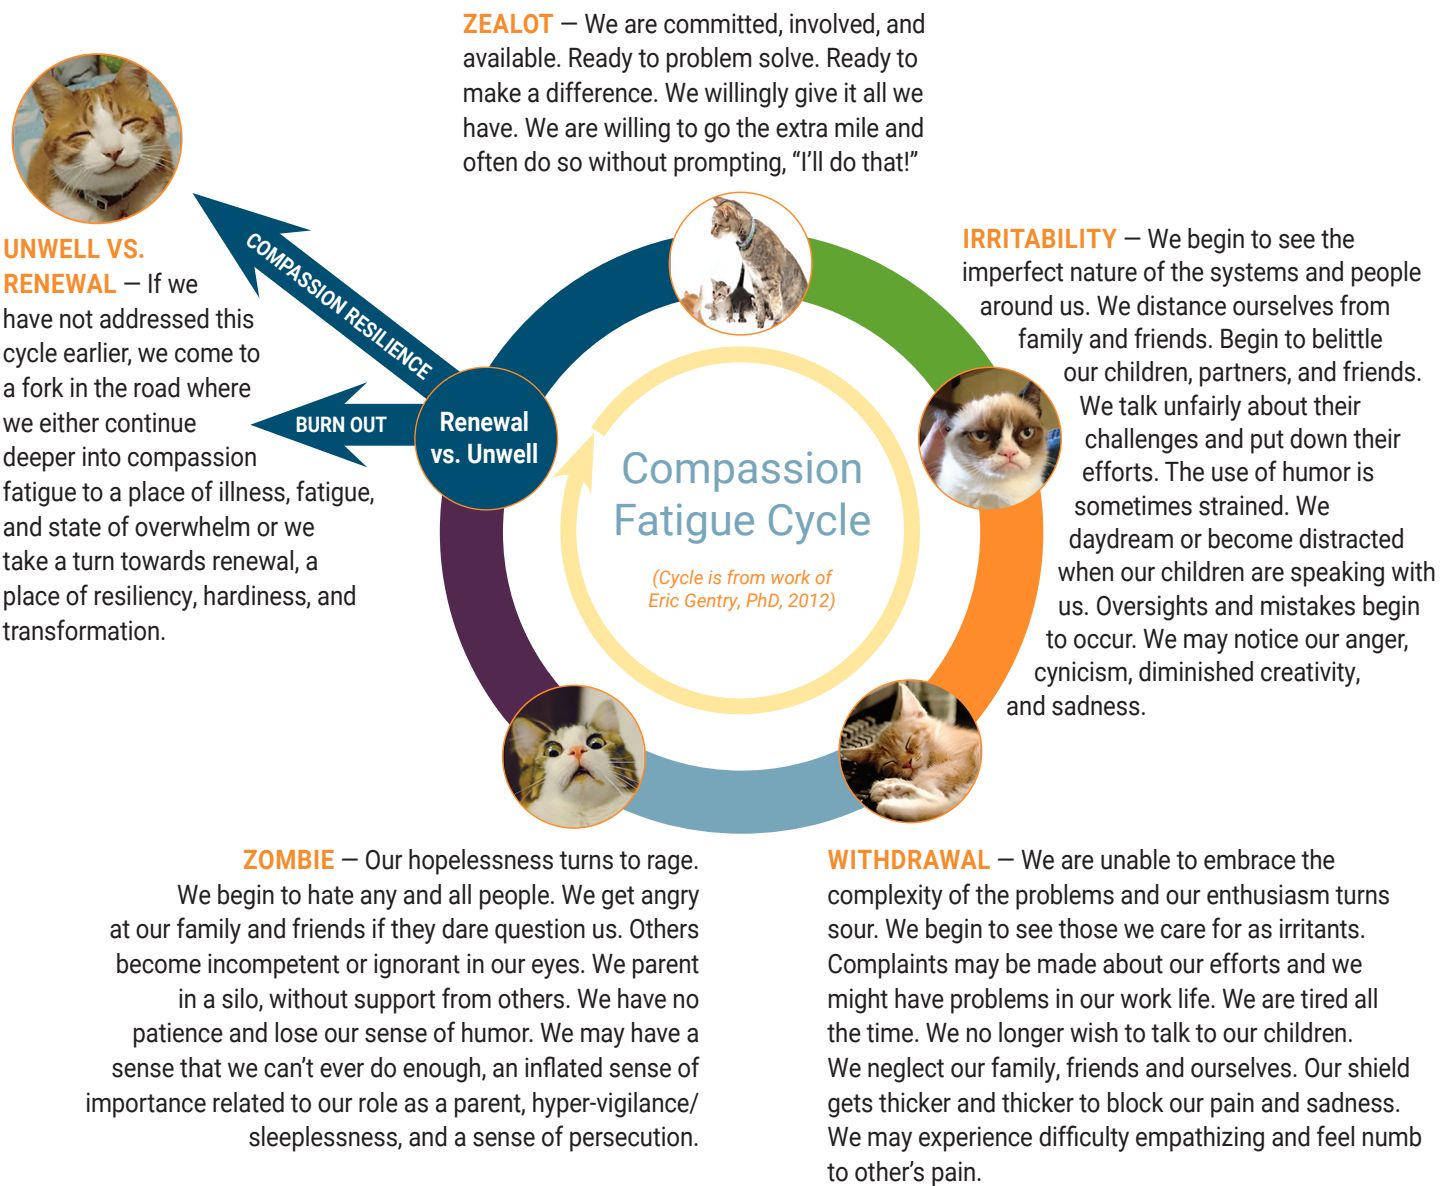 ZEALOT — We are committed, involved, and
available. Ready to problem solve. Ready to
make a difference. We willingly give it all we
have. We are willing to go the extra mile and
often do so without prompting, “I’ll do that!”
IRRITABILITY — We begin to see the
imperfect nature of the systems and people
around us. We distance ourselves from
family and friends. Begin to belittle
our children, partners, and friends.
We talk unfairly about their
challenges and put down their
efforts. The use of humor is
sometimes strained. We
daydream or become distracted
when our children are speaking with
us. Oversights and mistakes begin
to occur. We may notice our anger,
cynicism, diminished creativity,
and sadness.
WITHDRAWAL — We are unable to embrace the
complexity of the problems and our enthusiasm turns
sour. We begin to see those we care for as irritants.
Complaints may be made about our efforts and we
might have problems in our work life. We are tired all
the time. We no longer wish to talk to our children.
We neglect our family, friends and ourselves. Our shield
gets thicker and thicker to block our pain and sadness.
We may experience difficulty empathizing and feel numb
to other’s pain.
ZOMBIE — Our hopelessness turns to rage.
We begin to hate any and all people. We get angry
at our family and friends if they dare question us. Others
become incompetent or ignorant in our eyes. We parent
in a silo, without support from others. We have no
patience and lose our sense of humor. We may have a
sense that we can’t ever do enough, an inflated sense of
importance related to our role as a parent, hyper-vigilance/
sleeplessness, and a sense of persecution.
UNWELL VS.
RENEWAL — If we
have not addressed this
cycle earlier, we come to
a fork in the road where
we either continue
deeper into compassion
fatigue to a place of illness, fatigue,
and state of overwhelm or we
take a turn towards renewal, a
place of resiliency, hardiness, and
transformation.
COMPASSION RESILIENCE
BURN OUT
Renewal
vs. Unwell
Compassion
Fatigue Cycle
(Cycle is from work of
Eric Gentry, PhD, 2012)